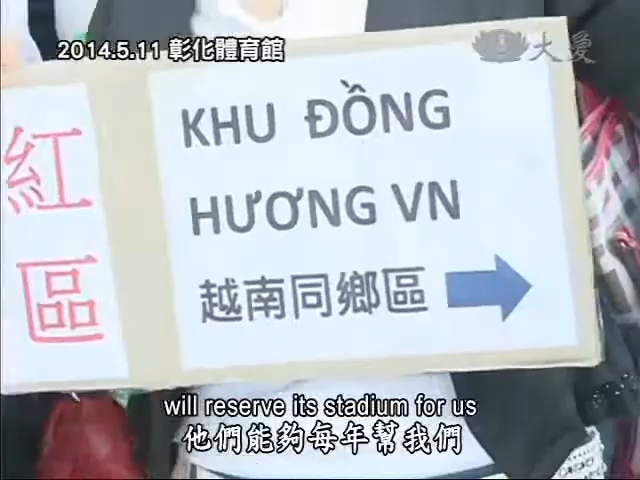 2014.5.11 彰化體育館
大愛
紅區
KHU ĐỒNG
HƯƠNG VN
越南同鄉區
will reserve its stadium for us
他們能夠每年幫我們